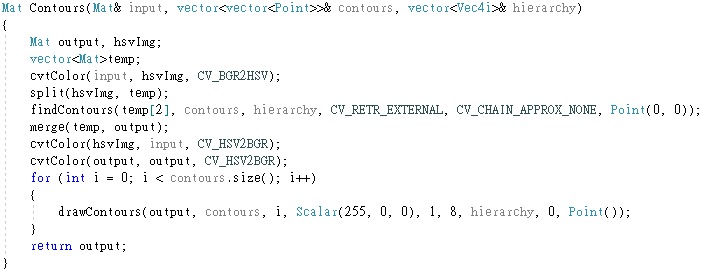 Mat Contours(Mat& input, vector<vector<Point>>& contours, vector<Vec4i>& hierarchy)
{
    Mat output, hsvImg;
    vector<Mat>temp;
    cvtColor(input, hsvImg, CV_BGR2HSV);
    split(hsvImg, temp);
    findContours(temp[2], contours, hierarchy, CV_RETR_EXTERNAL, CV_CHAIN_APPROX_NONE, Point(0, 0));
    merge(temp, output);
    cvtColor(hsvImg, input, CV_HSV2BGR);
    cvtColor(output, output, CV_HSV2BGR);
    for (int i = 0; i < contours.size(); i++)
    {
        drawContours(output, contours, i, Scalar(255, 0, 0), 1, 8, hierarchy, 0, Point());
    }
    return output;
}